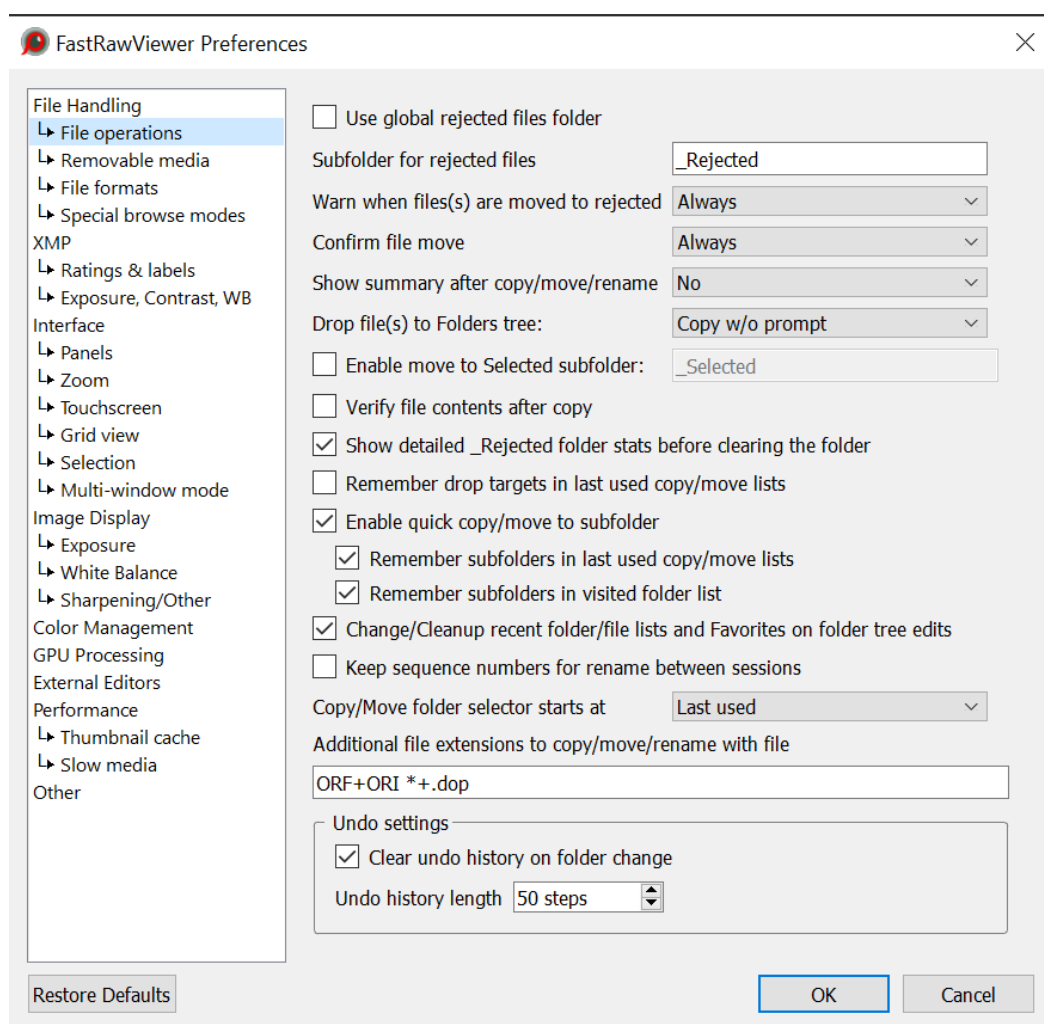 FastRawViewer Preferences
File Handling
File operations
Removable media
File formats
Special browse modes
XMP
Ratings & labels
Exposure, Contrast, WB
Interface
Panels
Zoom
Touchscreen
Grid view
Selection
Multi-window mode
Image Display
Exposure
White Balance
Sharpening/Other
Color Management
GPU Processing
External Editors
Performance
Thumbnail cache
Slow media
Other
Use global rejected files folder
Subfolder for rejected files _Rejected
Warn when files(s) are moved to rejected Always
Confirm file move Always
Show summary after copy/move/rename No
Drop file(s) to Folders tree: Copy w/o prompt
Enable move to Selected subfolder: _Selected
Verify file contents after copy
Show detailed _Rejected folder stats before clearing the folder
Remember drop targets in last used copy/move lists
Enable quick copy/move to subfolder
Remember subfolders in last used copy/move lists
Remember subfolders in visited folder list
Change/Cleanup recent folder/file lists and Favorites on folder tree edits
Keep sequence numbers for rename between sessions
Copy/Move folder selector starts at Last used
Additional file extensions to copy/move/rename with file
ORF+ORI *+.dop
Undo settings
Clear undo history on folder change
Undo history length 50 steps
Restore Defaults OK Cancel